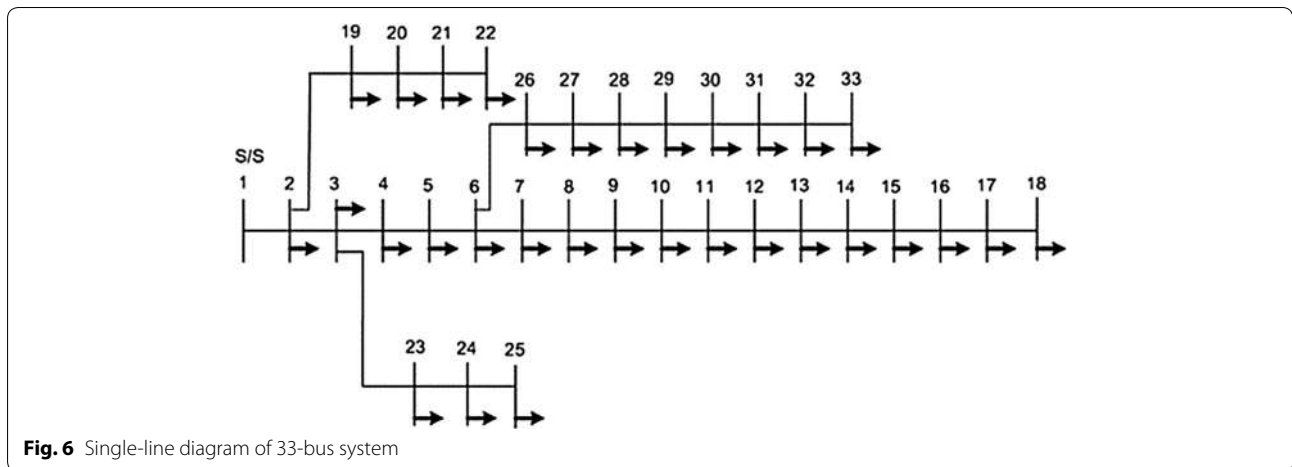 19 20 21 22
26 27 28 29 30 31 32 33
S/S
1 2 3 4 5 6 7 8 9 10 11 12 13 14 15 16 17 18
23 24 25
Fig. 6 Single-line diagram of 33-bus system